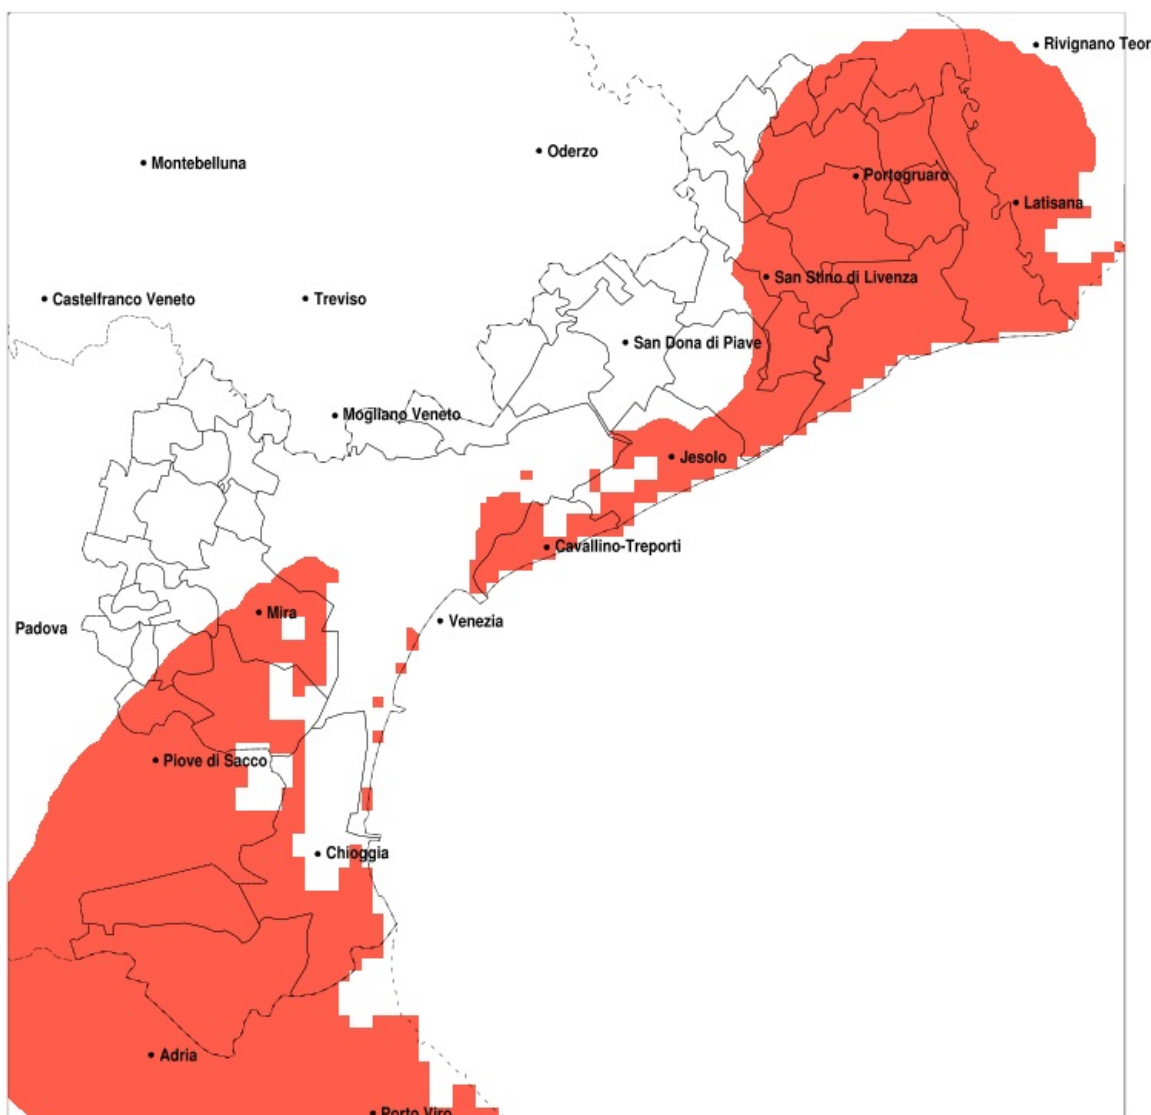 Rivignano Teor
Montebelluna
Oderzo
Portogruaro
Latisana
San Stino di Livenza
Castelfranco Veneto
Treviso
San Dona di Piave
Mogliano Veneto
Jesolo
Cavallino-Treporti
Mira
Venezia
Padova
Piove di Sacco
Chioggia
Adria
Porto Viro